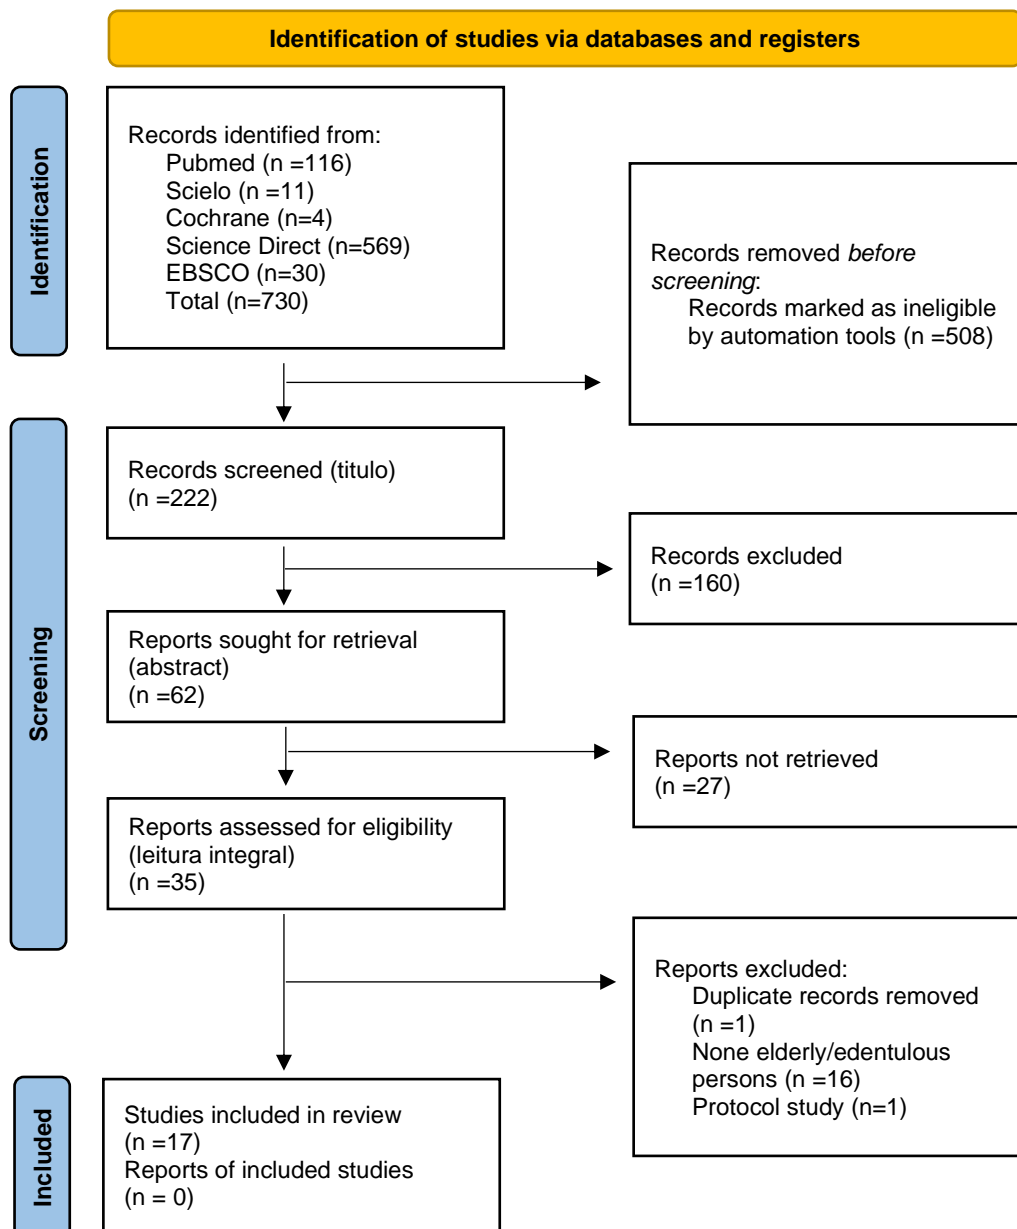 Identification of studies via databases and registers
Identification
Records identified from:
Pubmed (n =116)
Scielo (n =11)
Cochrane (n=4)
Science Direct (n=569)
EBSCO (n=30)
Total (n=730)
Records removed before
screening:
Records marked as ineligible
by automation tools (n =508)
Screening
Records screened (titulo)
(n =222)
Records excluded
(n =160)
Reports sought for retrieval
(abstract)
(n =62)
Reports not retrieved
(n =27)
Reports assessed for eligibility
(leitura integral)
(n =35)
Reports excluded:
Duplicate records removed
(n =1)
None elderly/edentulous
persons (n =16)
Protocol study (n=1)
Included
Studies included in review
(n =17)
Reports of included studies
(n = 0)